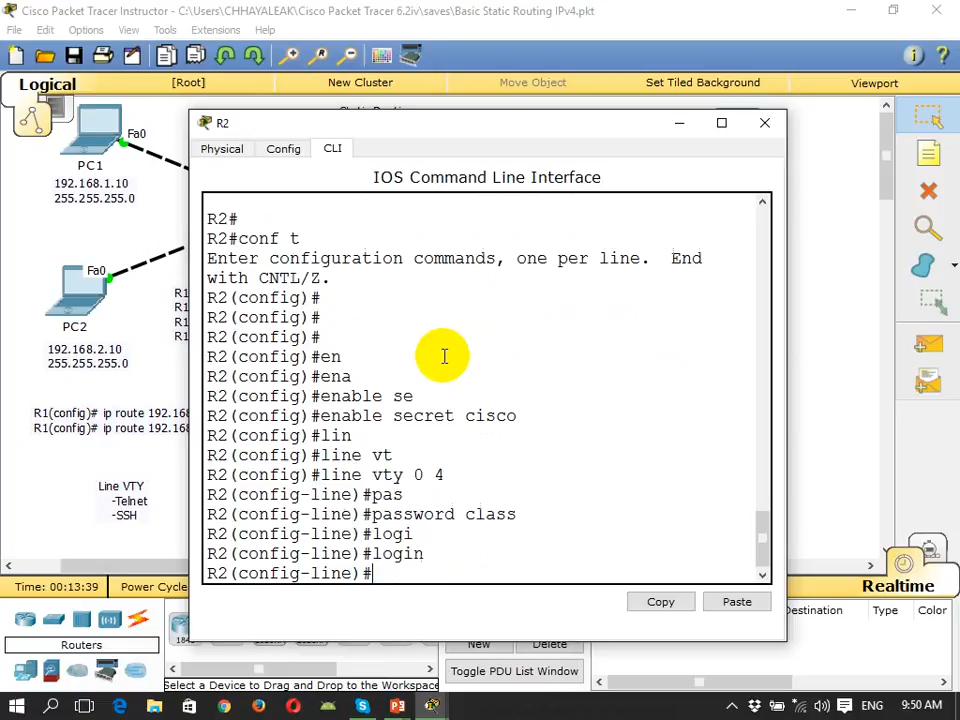 Cisco Packet Tracer Instructor - C:\Users\CHHAYALEAK\Cisco Packet Tracer 6.2iv\saves\Basic Static Routing IPv4.pkt
File Edit Options View Tools Extensions Help
Logical [Root] New Cluster Move Object Set Tiled Background Viewport
Fa0
PC1
192.168.1.10
255.255.255.0
Fa0
PC2
192.168.2.10
255.255.255.0
R1
R1
R1
R1
R1(config)# ip route 192.168
R1(config)# ip route 192.168
Line VTY
-Telnet
-SSH
R2
Physical Config CLI
IOS Command Line Interface
R2#
R2#conf t
Enter configuration commands, one per line.  End
with CNTL/Z.
R2(config)#
R2(config)#
R2(config)#
R2(config)#en
R2(config)#ena
R2(config)#enable se
R2(config)#enable secret cisco
R2(config)#lin
R2(config)#line vt
R2(config)#line vty 0 4
R2(config-line)#pas
R2(config-line)#password class
R2(config-line)#logi
R2(config-line)#login
R2(config-line)#
Copy Paste
Time: 00:13:39 Power Cycle Realtime
Routers
New Delete
Toggle PDU List Window
Destination Type Color
Select a Device to Drag and Drop to the Workspace
ENG 9:50 AM